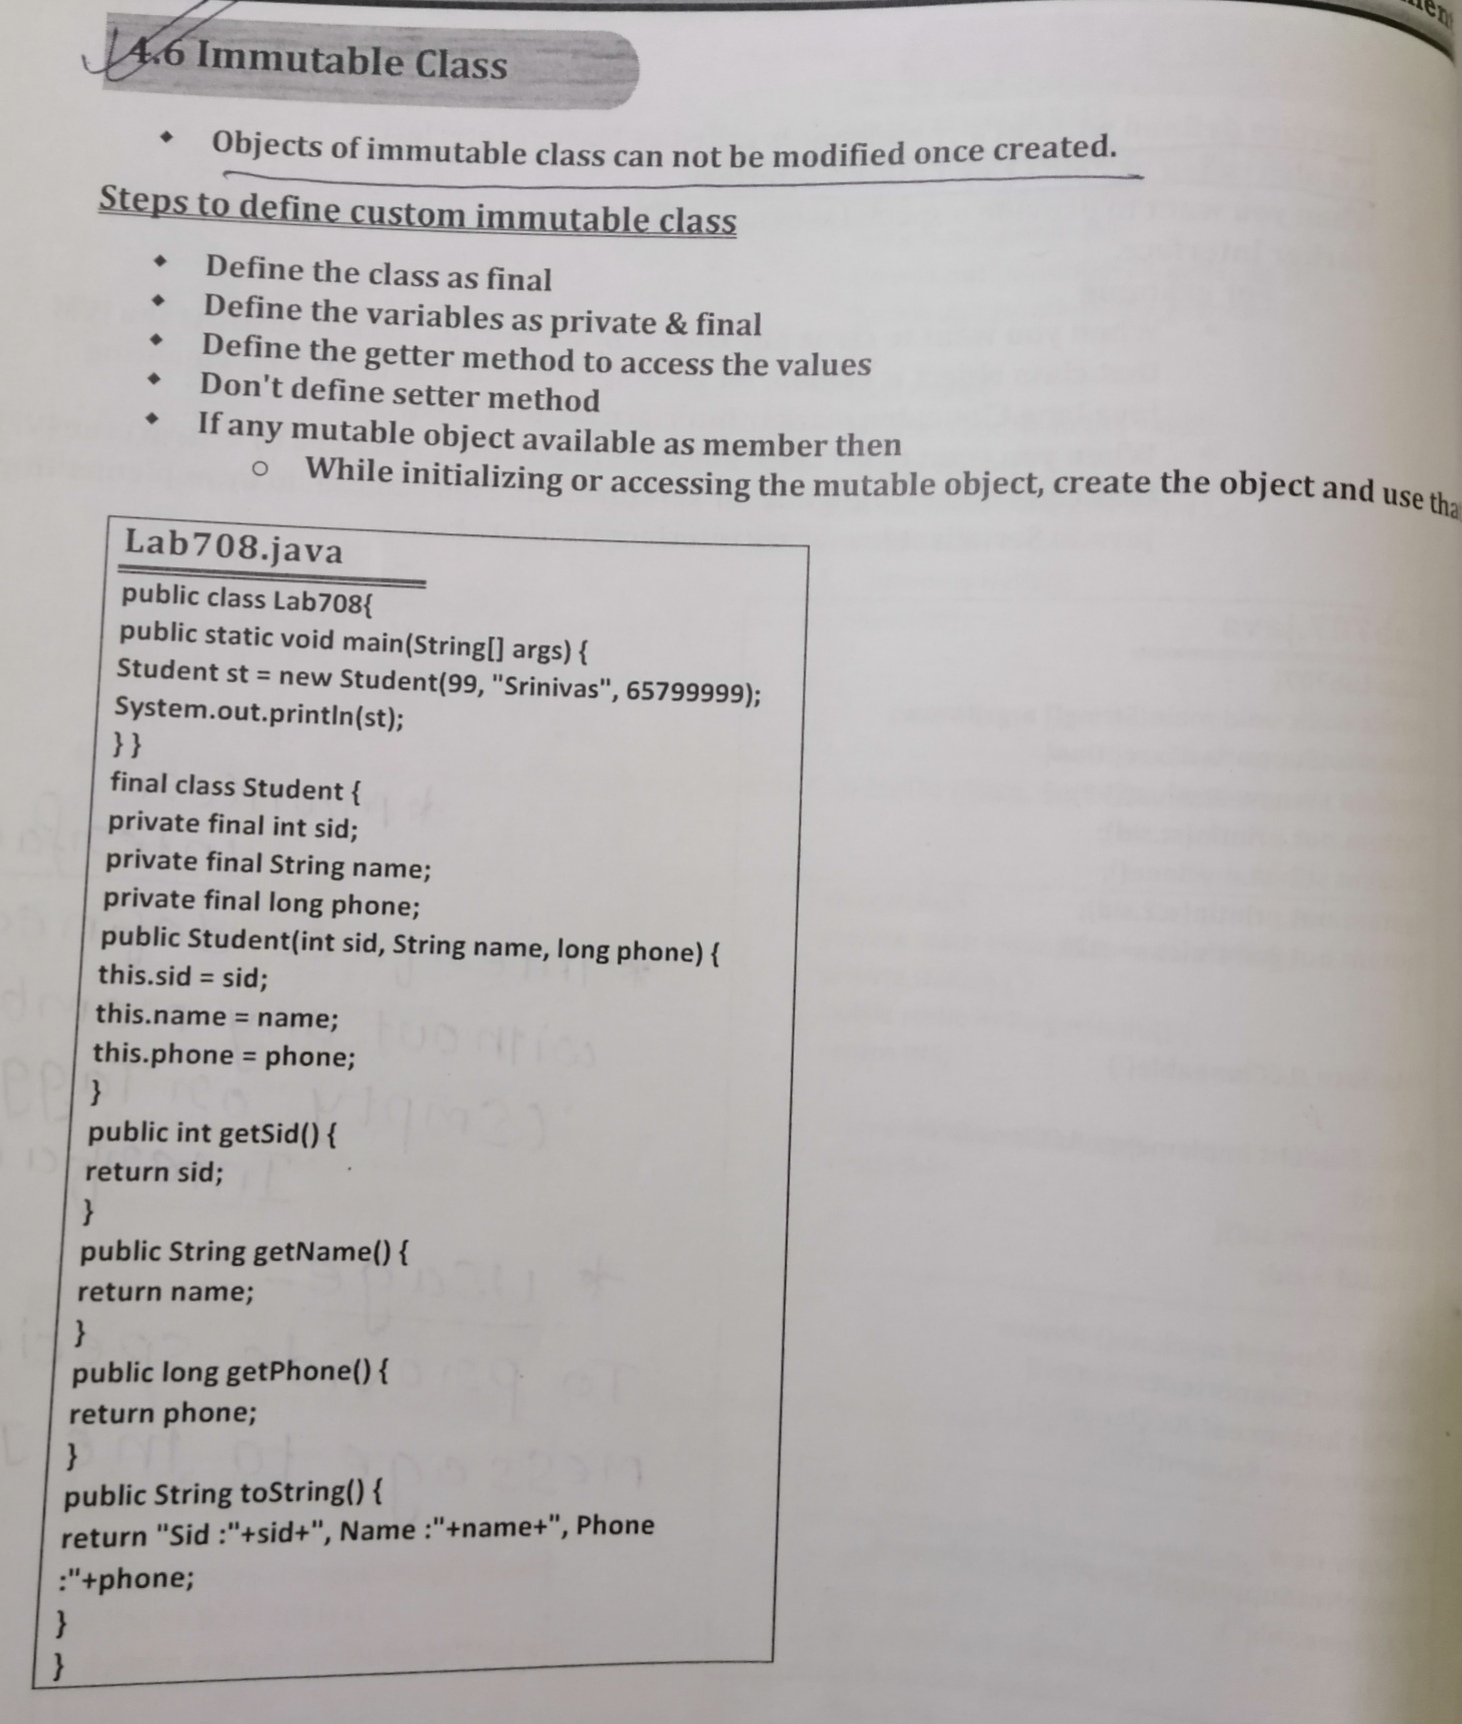 4.6 Immutable Class
◆ Objects of immutable class can not be modified once created.
Steps to define custom immutable class
◆ Define the class as final
◆ Define the variables as private & final
◆ Define the getter method to access the values
◆ Don't define setter method
◆ If any mutable object available as member then
○ While initializing or accessing the mutable object, create the object and use
Lab708.java
public class Lab708{
public static void main(String[] args) {
Student st = new Student(99, "Srinivas", 65799999);
System.out.println(st);
} }
final class Student {
private final int sid;
private final String name;
private final long phone;
public Student(int sid, String name, long phone) {
this.sid = sid;
this.name = name;
this.phone = phone;
}
public int getSid() {
return sid;
}
public String getName() {
return name;
}
public long getPhone() {
return phone;
}
public String toString() {
return "Sid :"+sid+", Name :"+name+", Phone
:"+phone;
}
}